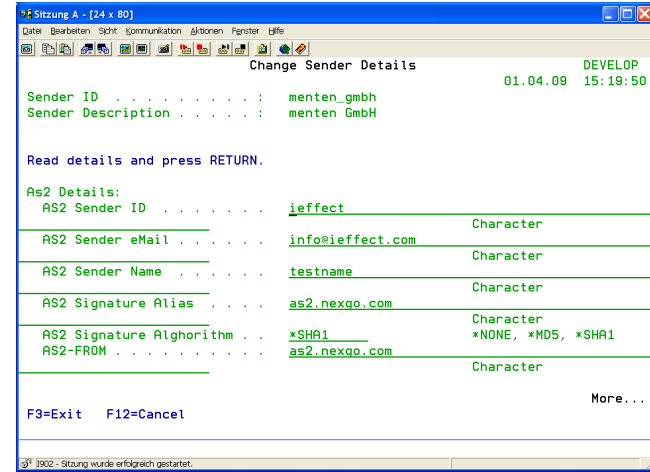 Sitzung A - [24 x 80]
Datei Bearbeiten Sicht Kommunikation Aktionen Fenster Hilfe
Change Sender Details DEVELOP
01.04.09 15:19:50
Sender ID . . . . . . . . . : menten_gmbh
Sender Description . . . . . : menten GmbH
Read details and press RETURN.
As2 Details:
AS2 Sender ID . . . . . . . ieffect
Character
AS2 Sender eMail . . . . . . info@ieffect.com
Character
AS2 Sender Name . . . . . . testname
Character
AS2 Signature Alias . . . . as2.nexgo.com
Character
AS2 Signature Alghorithm . . *SHA1 *NONE, *MD5, *SHA1
AS2-FROM . . . . . . . . . . as2.nexgo.com
Character
More...
F3=Exit F12=Cancel
I902 - Sitzung wurde erfolgreich gestartet.